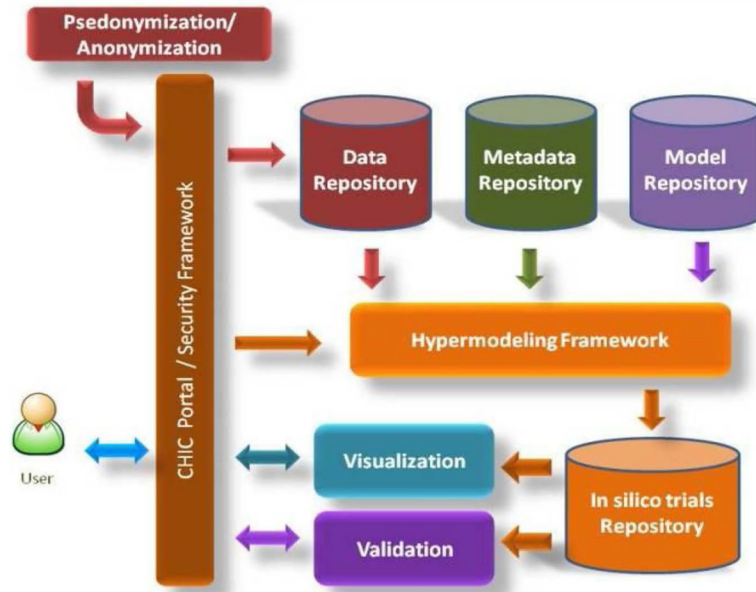 Psedonymization/
Anonymization
CHIC Portal / Security Framework
Data
Repository
Metadata
Repository
Model
Repository
Hypermodeling Framework
User
Visualization
In silico trials
Repository
Validation